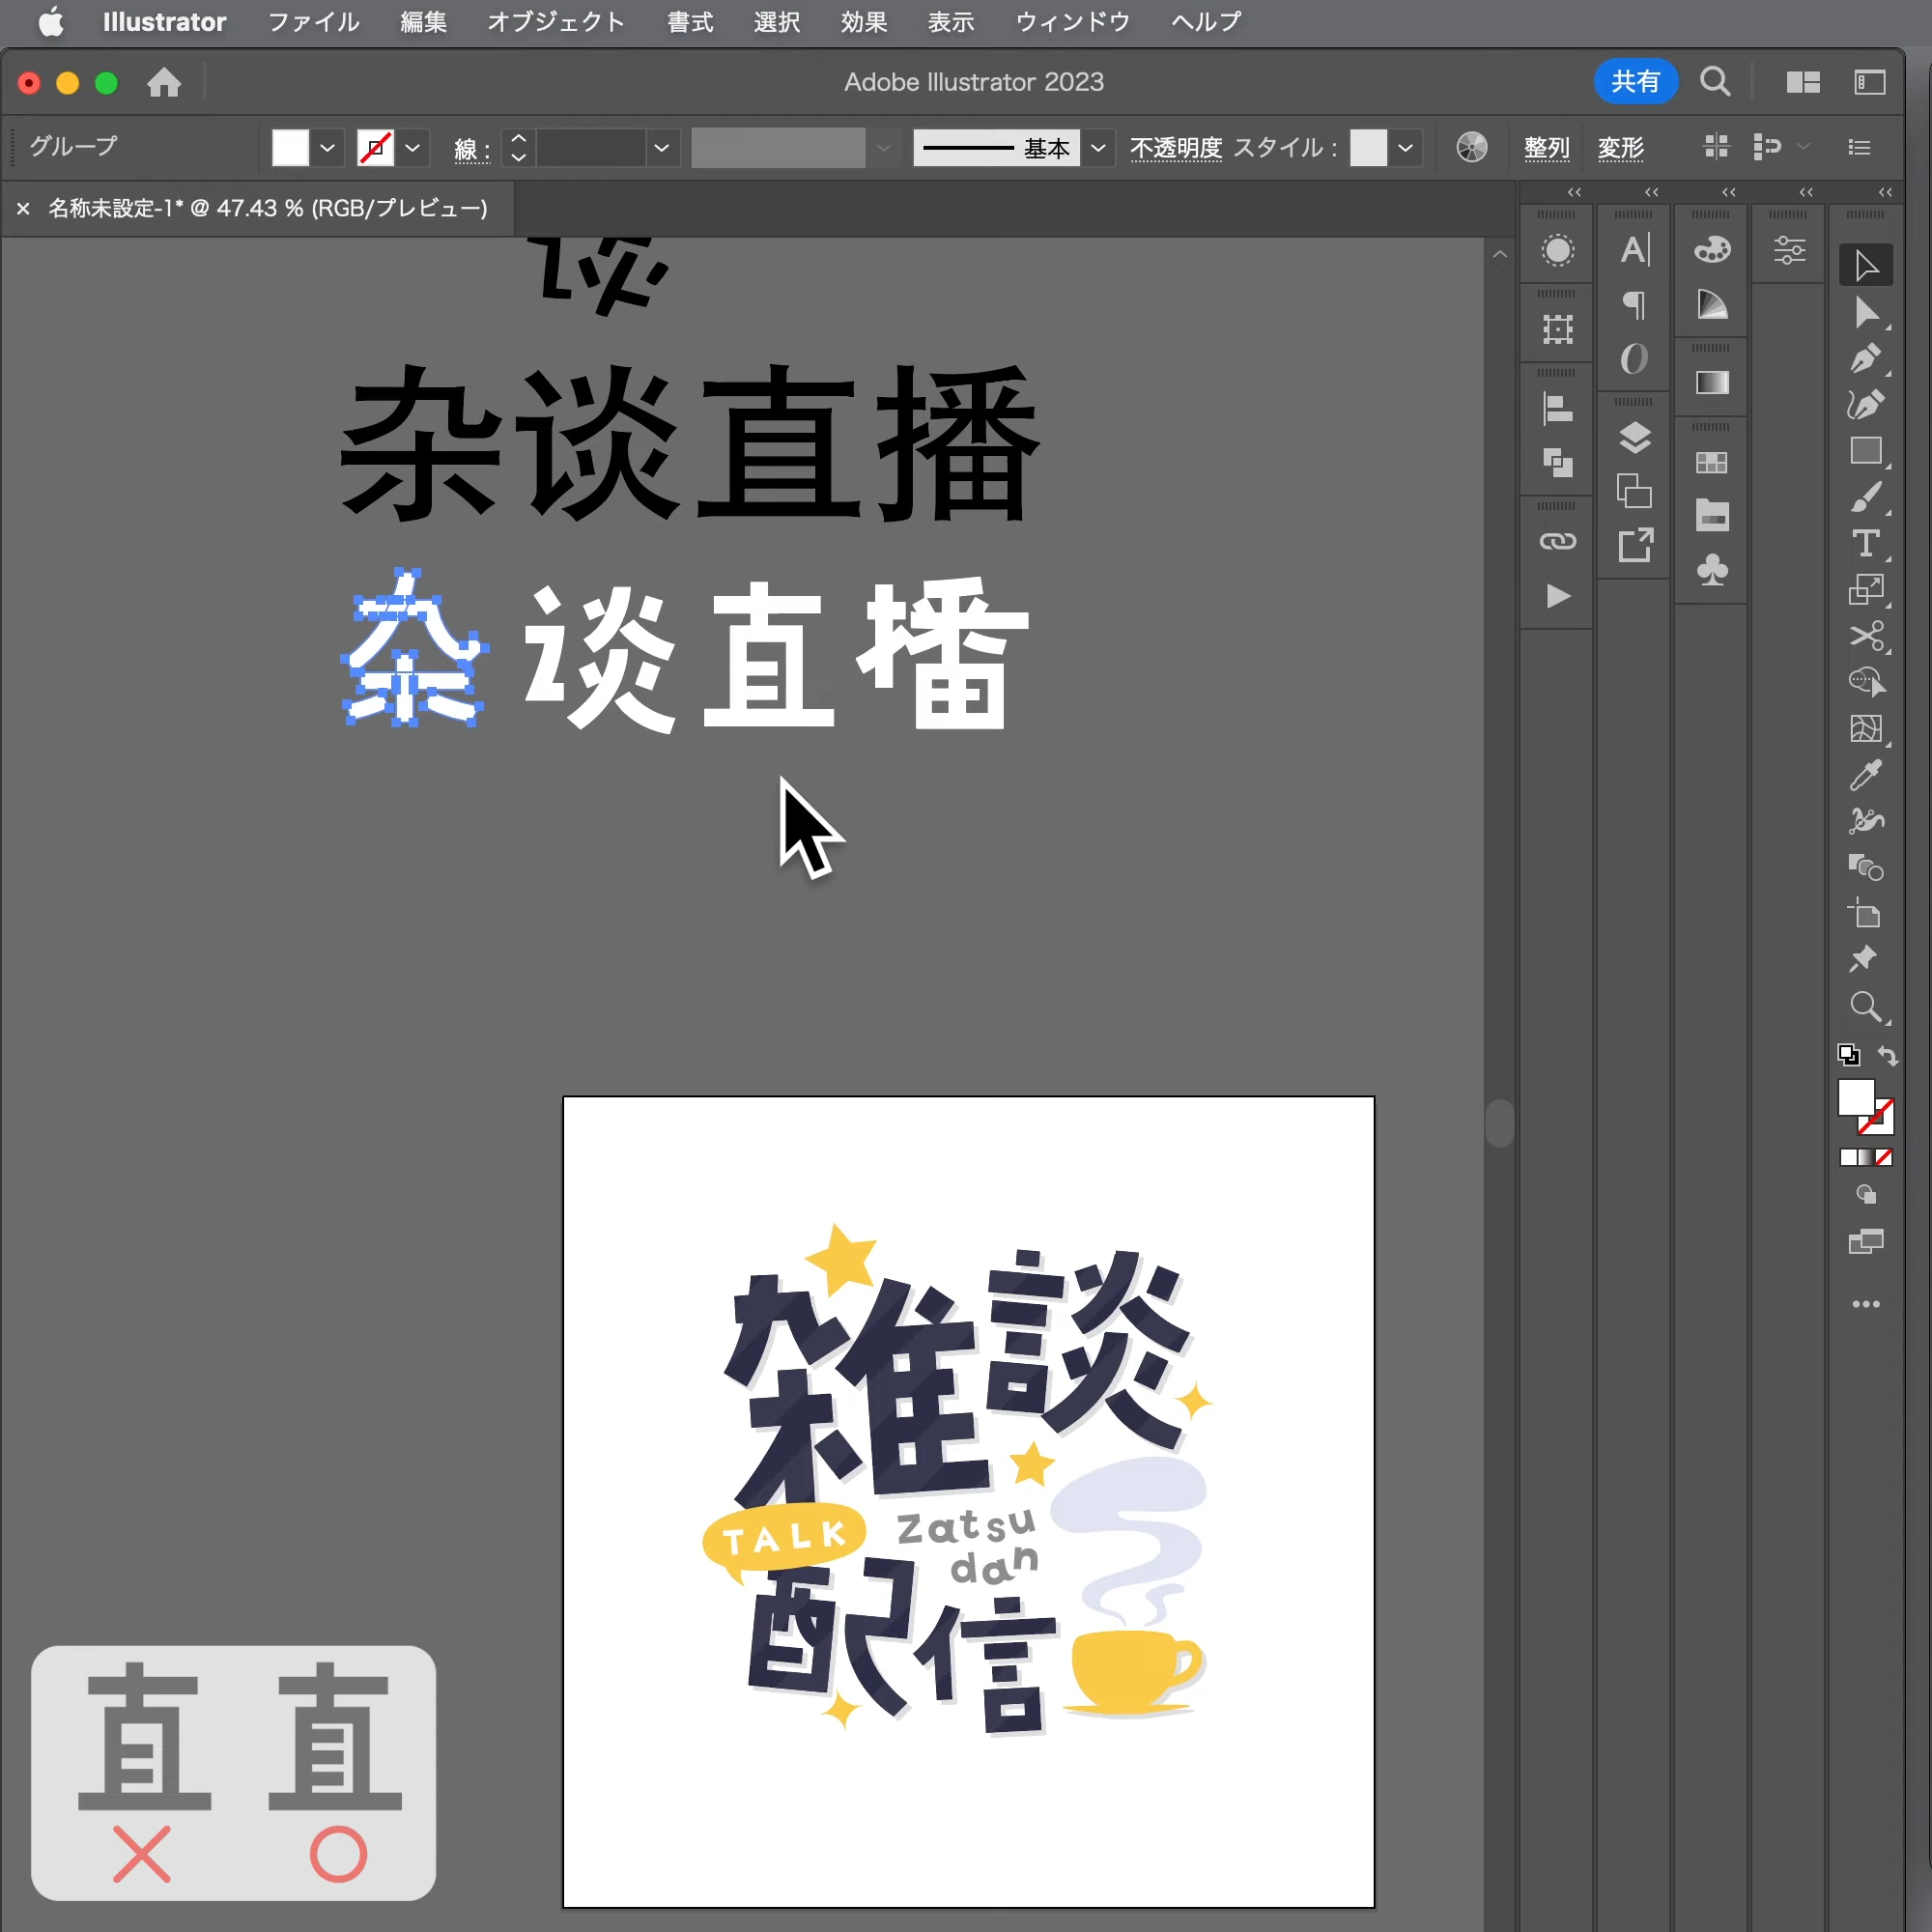 Illustrator ファイル 編集 オブジェクト 書式 選択 効果 表示 ウィンドウ ヘルプ
Adobe Illustrator 2023
共有
グループ
線：
基本
不透明度
スタイル：
整列
変形
× 名称未設定-1* @ 47.43 % (RGB/プレビュー)
谈
杂谈直播
杂谈直播
雑談
TALK
zatsu
dan
配信
直 直